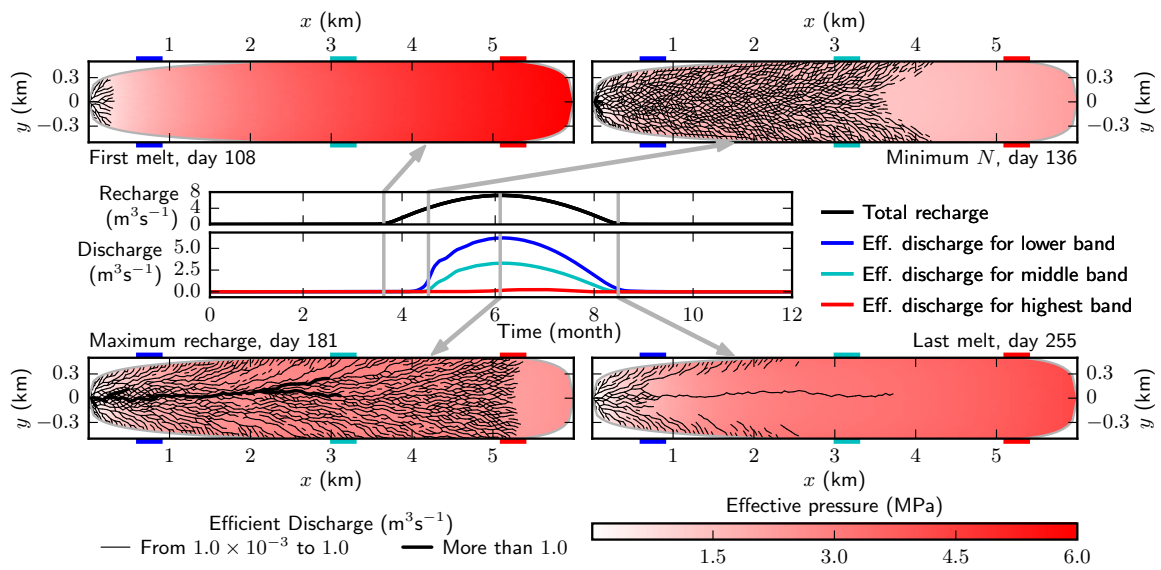 x (km)
x (km)
1 2 3 4 5
1 2 3 4 5
y (km)
0.3
0
−0.3
0.3
0
−0.3
y (km)
First melt, day 108
Minimum N, day 136
Recharge
(m³s⁻¹)
8
4
0
Discharge
(m³s⁻¹)
5.0
2.5
0.0
0 2 4 6 8 10 12
Time (month)
Total recharge
Eff. discharge for lower band
Eff. discharge for middle band
Eff. discharge for highest band
Maximum recharge, day 181
Last melt, day 255
y (km)
0.3
0
−0.3
0.3
0
−0.3
y (km)
1 2 3 4 5
1 2 3 4 5
x (km)
x (km)
Efficient Discharge (m³s⁻¹)
From 1.0 × 10⁻³ to 1.0
More than 1.0
Effective pressure (MPa)
1.5 3.0 4.5 6.0